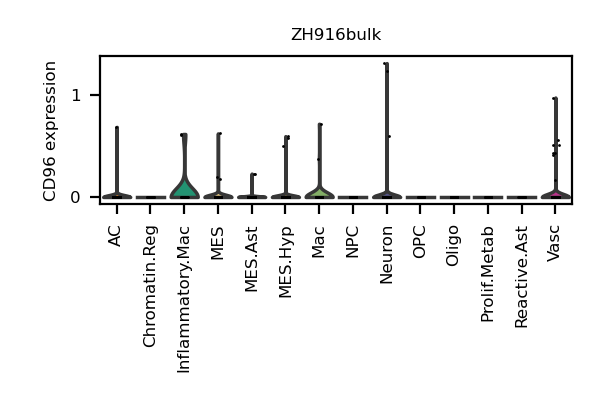 ZH916bulk
CD96 expression
1
0
AC
Chromatin.Reg
Inflammatory.Mac
MES
MES.Ast
MES.Hyp
Mac
NPC
Neuron
OPC
Oligo
Prolif.Metab
Reactive.Ast
Vasc